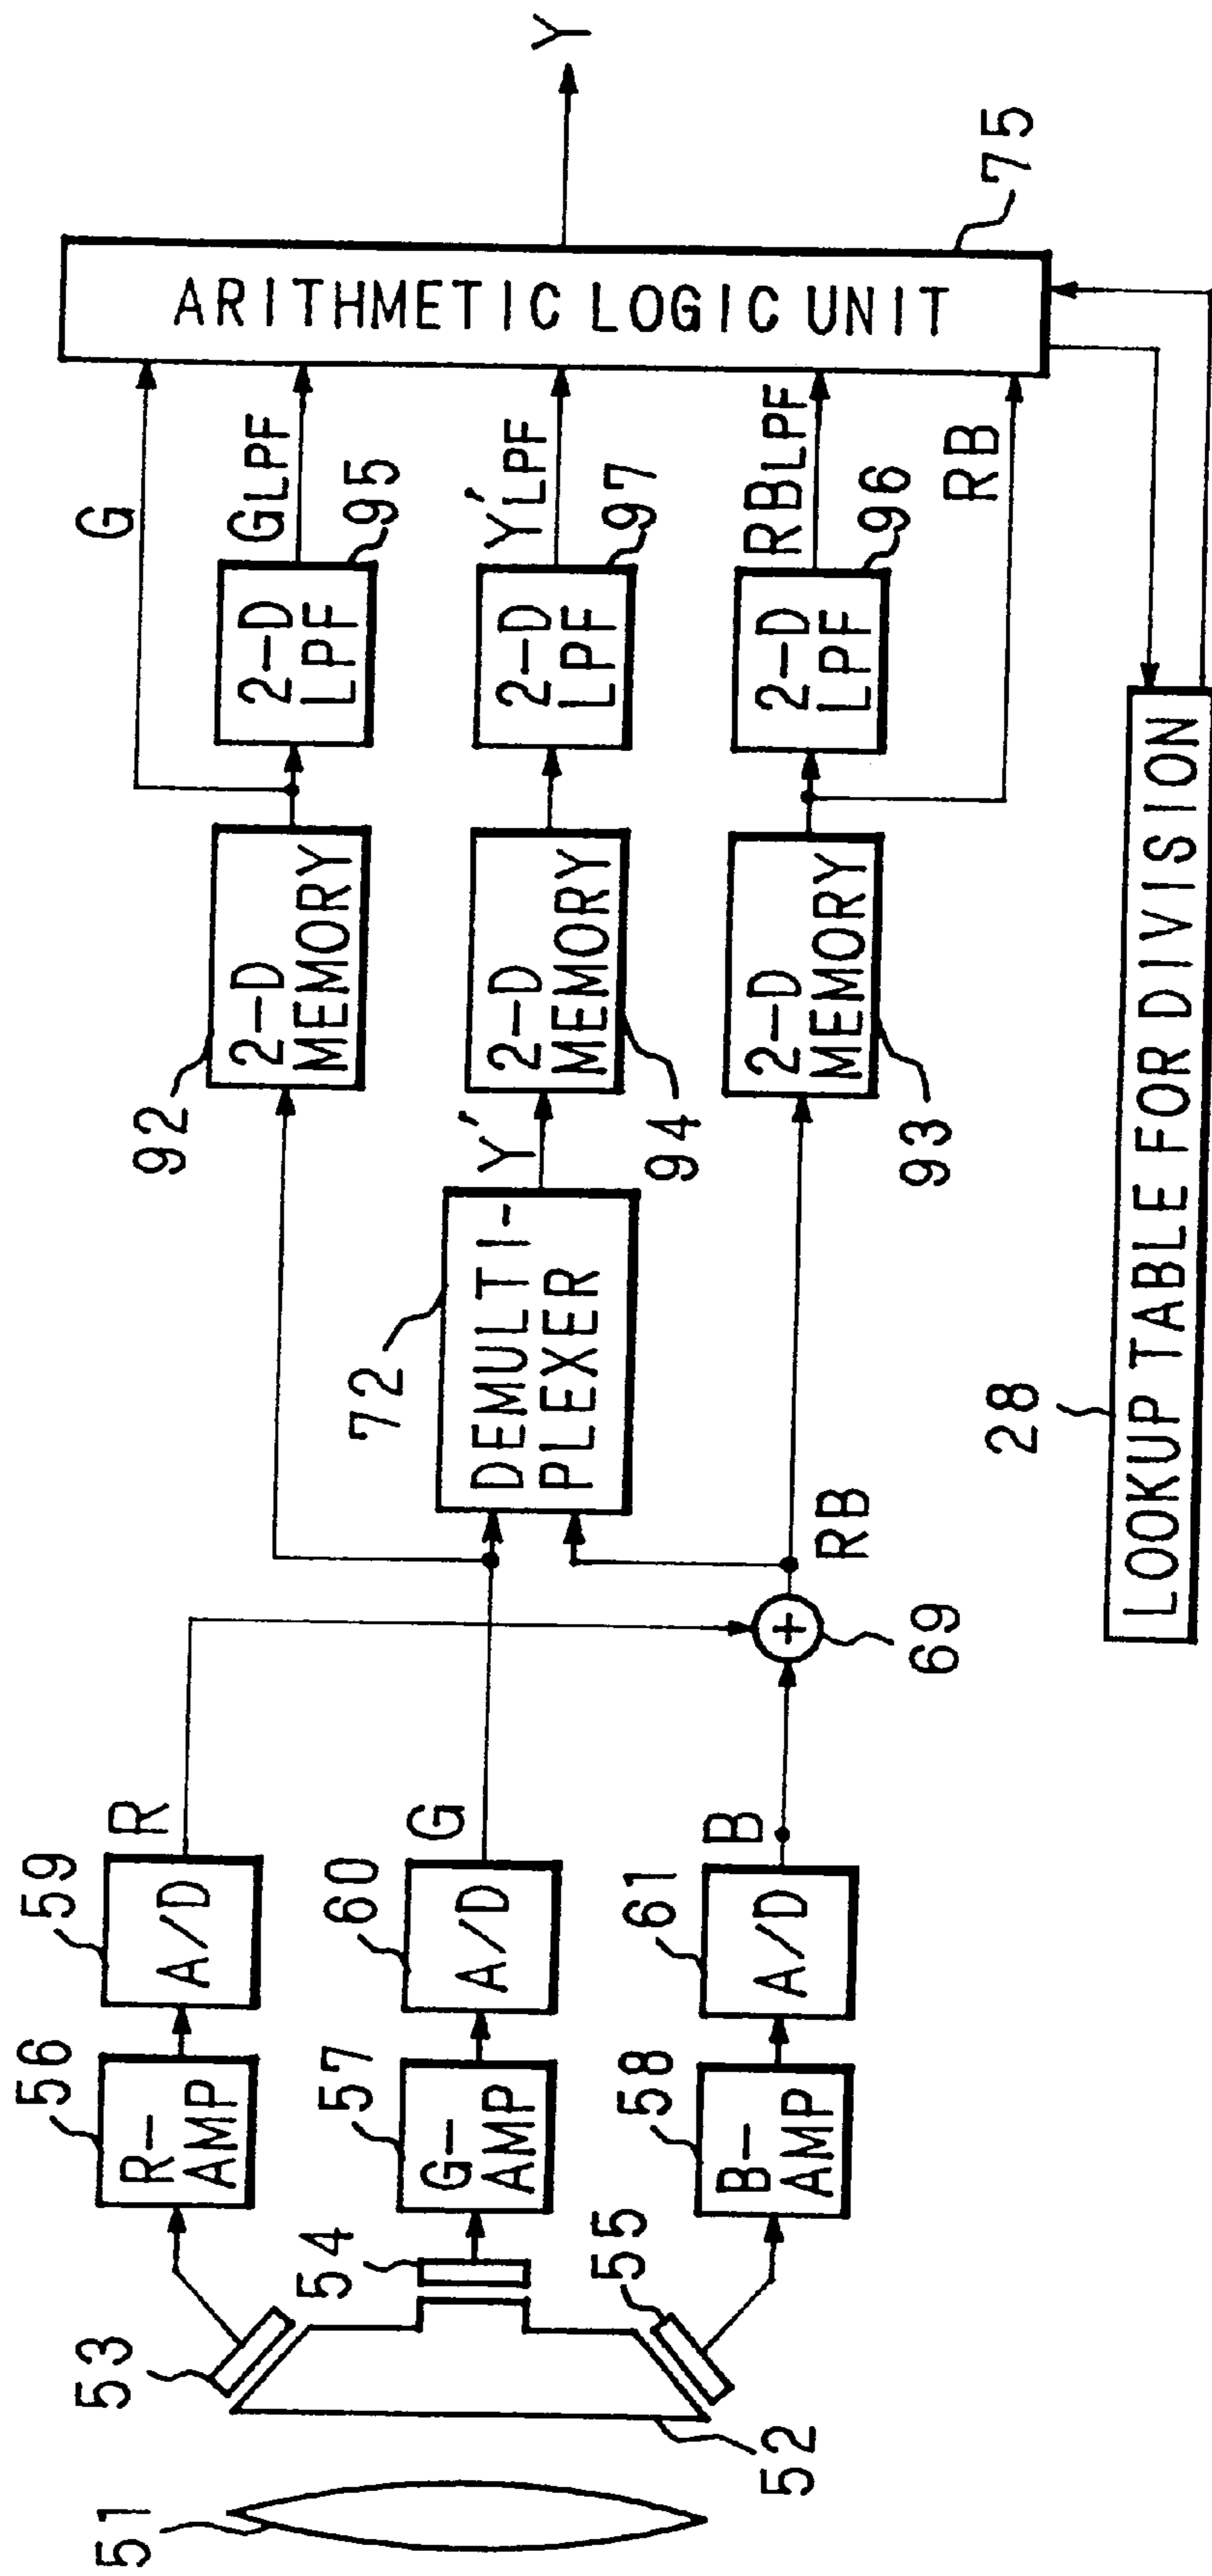 51
52
53
54
55
R-
AMP
56
G-
AMP
57
B-
AMP
58
A/D
59
A/D
60
A/D
61
R
G
B
69
RB
DEMULTI-
PLEXER
72
Y'
2-D
MEMORY
92
2-D
MEMORY
94
2-D
MEMORY
93
G
2-D
LPF
95
GLPF
2-D
LPF
97
Y'LPF
2-D
LPF
96
RBLPF
RB
ARITHMETIC LOGIC UNIT
75
Y
28
LOOKUP TABLE FOR DIVISION